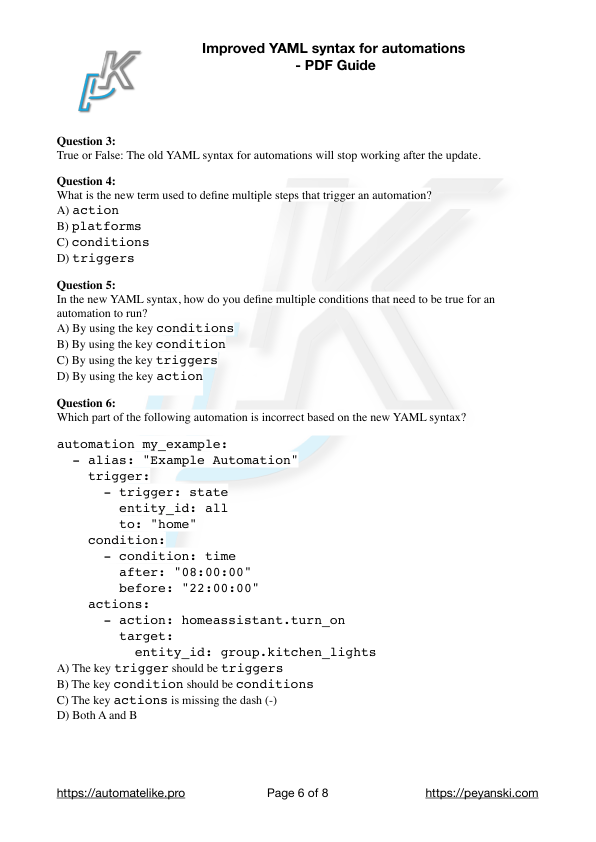 Improved YAML syntax for automations
- PDF Guide
Question 3:
True or False: The old YAML syntax for automations will stop working after the update.
Question 4:
What is the new term used to define multiple steps that trigger an automation?
A) action
B) platforms
C) conditions
D) triggers
Question 5:
In the new YAML syntax, how do you define multiple conditions that need to be true for an
automation to run?
A) By using the key conditions
B) By using the key condition
C) By using the key triggers
D) By using the key action
Question 6:
Which part of the following automation is incorrect based on the new YAML syntax?
automation my_example:
  - alias: "Example Automation"
    trigger:
      - trigger: state
        entity_id: all
        to: "home"
    condition:
      - condition: time
        after: "08:00:00"
        before: "22:00:00"
    actions:
      - action: homeassistant.turn_on
        target:
          entity_id: group.kitchen_lights
A) The key trigger should be triggers
B) The key condition should be conditions
C) The key actions is missing the dash (-)
D) Both A and B
https://automatelike.pro Page 6 of 8 https://peyanski.com